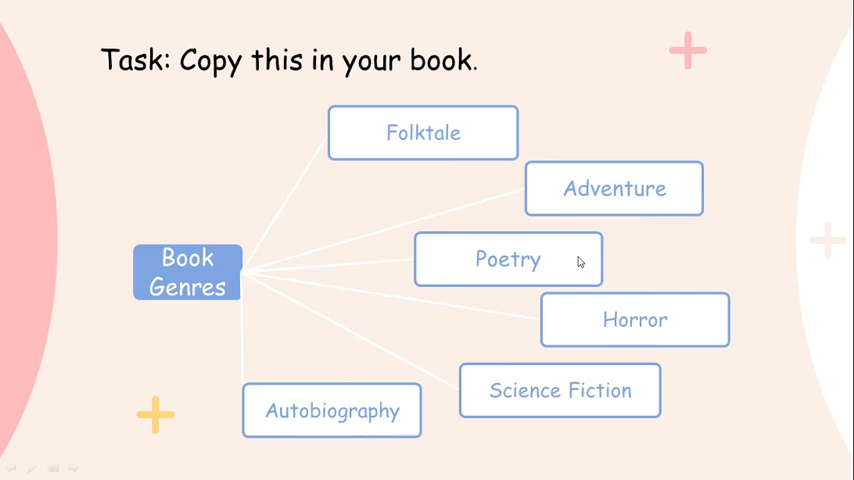 Task: Copy this in your book.
Folktale
Adventure
Book
Genres
Poetry
Horror
Science Fiction
Autobiography